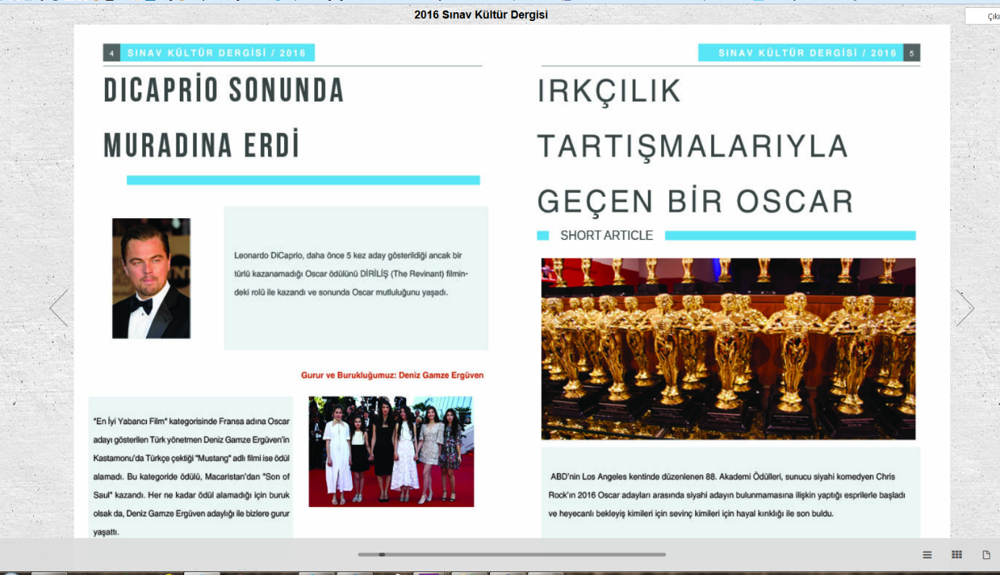 2016 Sınav Kültür Dergisi
4 SINAV KÜLTÜR DERGİSİ / 2016
DICAPRİO SONUNDA
MURADINA ERDİ
Leonardo DiCaprio, daha önce 5 kez aday gösterildiği ancak bir
türlü kazanamadığı Oscar ödülünü DİRİLİŞ (The Revinant) filmin-
deki rolü ile kazandı ve sonunda Oscar mutluluğunu yaşadı.
Gurur ve Burukluğumuz: Deniz Gamze Ergüven
"En İyi Yabancı Film" kategorisinde Fransa adına Oscar
adayı gösterilen Türk yönetmen Deniz Gamze Ergüven'in
Kastamonu'da Türkçe çektiği "Mustang" adlı filmi ise ödül
alamadı. Bu kategoride ödülü, Macaristan'dan "Son of
Saul" kazandı. Her ne kadar ödül alamadığı için buruk
olsak da, Deniz Gamze Ergüven adaylığı ile bizlere gurur
yaşattı.
SINAV KÜLTÜR DERGİSİ / 2016 5
IRKÇILIK
TARTIŞMALARIYLA
GEÇEN BİR OSCAR
SHORT ARTICLE
ABD'nin Los Angeles kentinde düzenlenen 88. Akademi Ödülleri, sunucu siyahi komedyen Chris
Rock'ın 2016 Oscar adayları arasında siyahi adayın bulunmamasına ilişkin yaptığı esprilerle başladı
ve heyecanlı bekleyiş kimileri için sevinç kimileri için hayal kırıklığı ile son buldu.